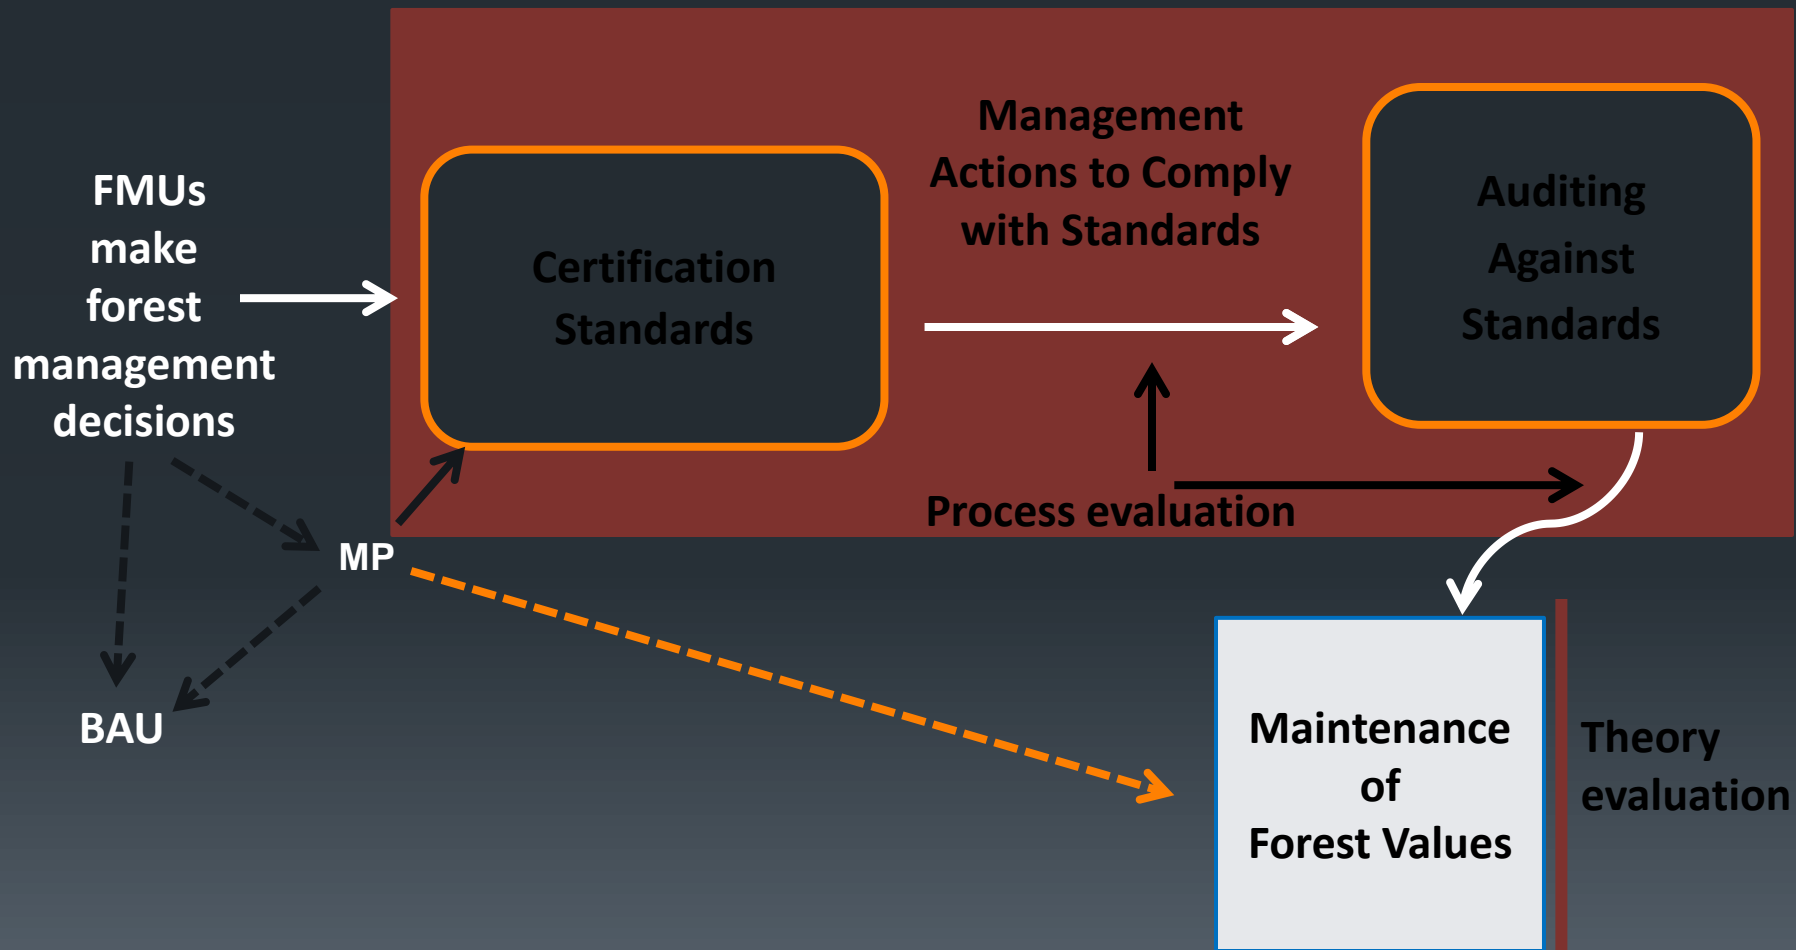 FMUs
make
forest
management
decisions
Certification
Standards
Management
Actions to Comply
with Standards
Auditing
Against
Standards
Process evaluation
MP
BAU
Maintenance
of
Forest Values
Theory
evaluation